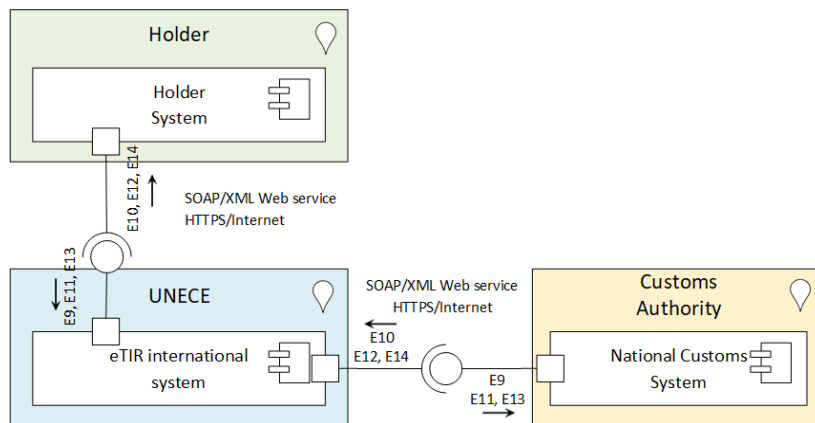 Holder
Holder
System
E10, E12, E14
SOAP/XML Web service
HTTPS/Internet
E9, E11, E13
UNECE
eTIR international
system
SOAP/XML Web service
HTTPS/Internet
E10
E12, E14
E9
E11, E13
Customs
Authority
National Customs
System